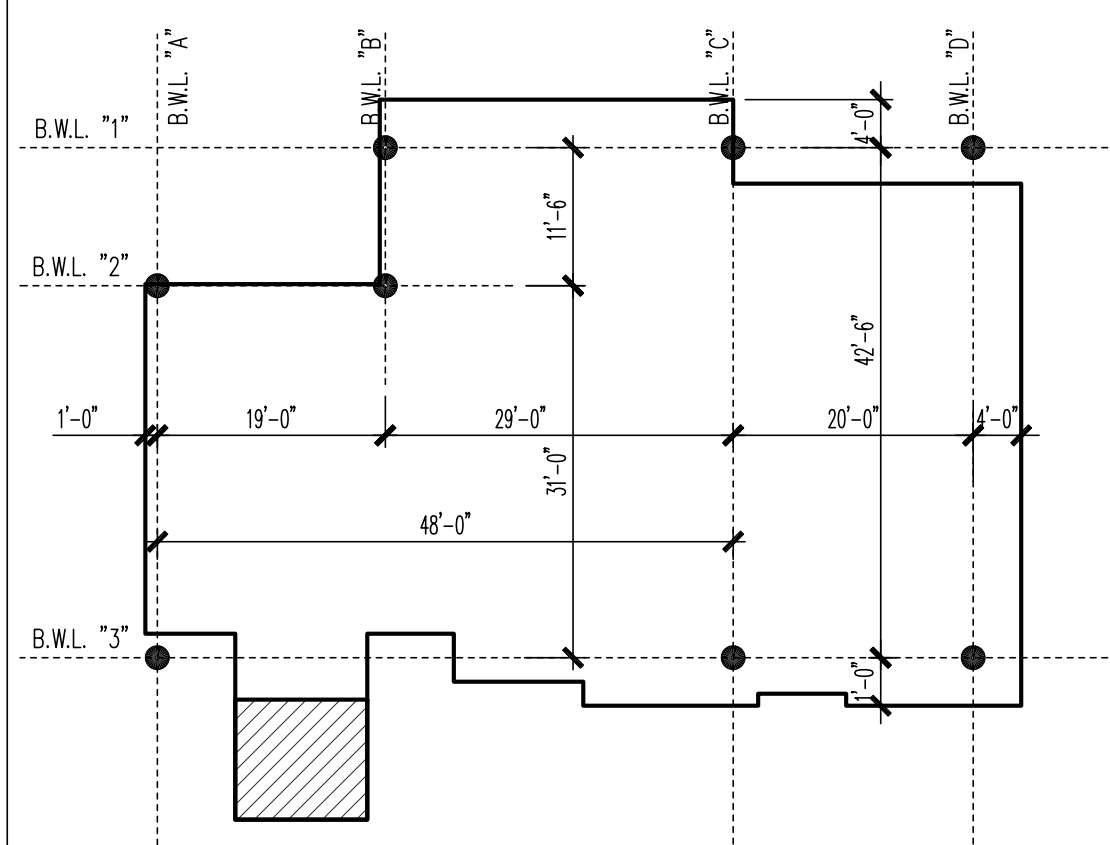 B.W.L. "A"
B.W.L. "B"
B.W.L. "C"
B.W.L. "D"
B.W.L. "1"
4'-0"
11'-6"
B.W.L. "2"
42'-6"
1'-0"
19'-0"
29'-0"
20'-0"
4'-0"
31'-0"
48'-0"
B.W.L. "3"
1'-0"